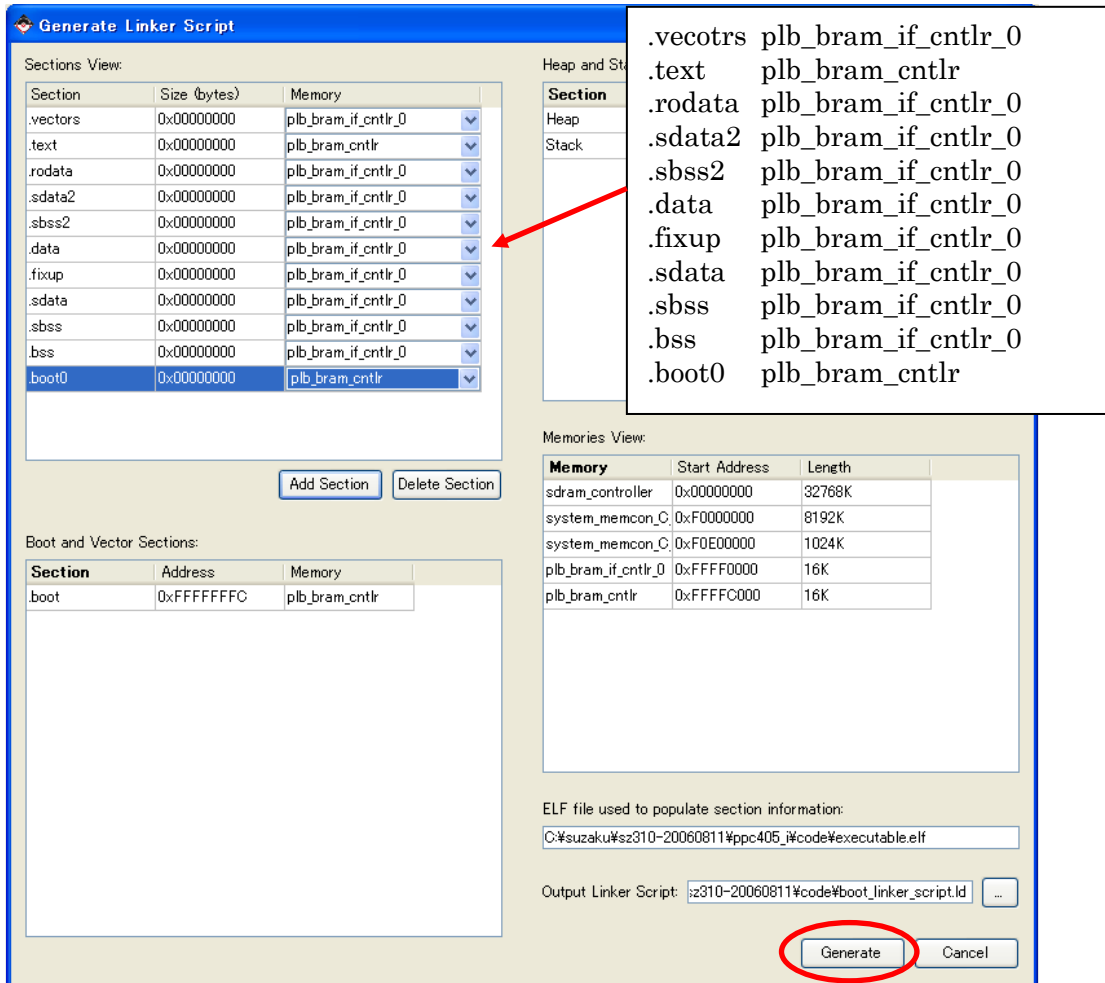 Generate Linker Script
Sections View:
Section Size (bytes) Memory
.vectors 0x00000000 plb_bram_if_cntlr_0
.text 0x00000000 plb_bram_cntlr
.rodata 0x00000000 plb_bram_if_cntlr_0
.sdata2 0x00000000 plb_bram_if_cntlr_0
.sbss2 0x00000000 plb_bram_if_cntlr_0
.data 0x00000000 plb_bram_if_cntlr_0
.fixup 0x00000000 plb_bram_if_cntlr_0
.sdata 0x00000000 plb_bram_if_cntlr_0
.sbss 0x00000000 plb_bram_if_cntlr_0
.bss 0x00000000 plb_bram_if_cntlr_0
.boot0 0x00000000 plb_bram_cntlr
Add Section Delete Section
Heap and
Section
Heap
Stack
.vecotrs plb_bram_if_cntlr_0
.text plb_bram_cntlr
.rodata plb_bram_if_cntlr_0
.sdata2 plb_bram_if_cntlr_0
.sbss2 plb_bram_if_cntlr_0
.data plb_bram_if_cntlr_0
.fixup plb_bram_if_cntlr_0
.sdata plb_bram_if_cntlr_0
.sbss plb_bram_if_cntlr_0
.bss plb_bram_if_cntlr_0
.boot0 plb_bram_cntlr
Boot and Vector Sections:
Section Address Memory
.boot 0xFFFFFFFC plb_bram_cntlr
Memories View:
Memory Start Address Length
sdram_controller 0x00000000 32768K
system_memcon_C 0xF0000000 8192K
system_memcon_C 0xF0E00000 1024K
plb_bram_if_cntlr_0 0xFFFF0000 16K
plb_bram_cntlr 0xFFFFC000 16K
ELF file used to populate section information:
C:¥suzaku¥sz310-20060811¥ppc405_i¥code¥executable.elf
Output Linker Script: sz310-20060811¥code¥boot_linker_script.ld ...
Generate Cancel